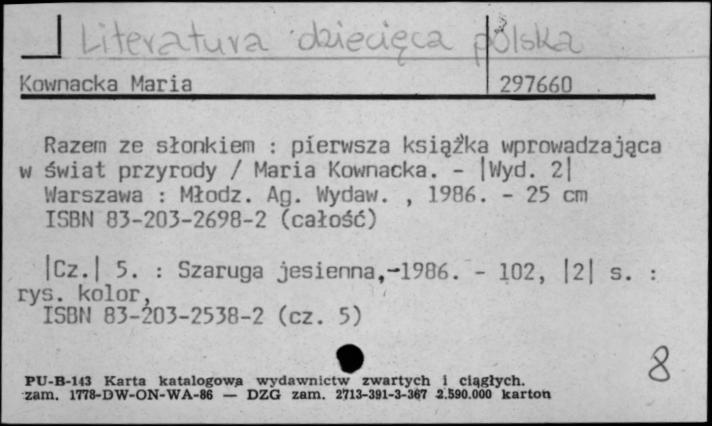 Literatura dziecięca polska
Kownacka Maria 297660
Razem ze słonkiem : pierwsza książka wprowadzająca
w świat przyrody / Maria Kownacka. - |Wyd. 2|
Warszawa : Młodz. Ag. Wydaw. , 1986. - 25 cm
ISBN 83-203-2698-2 (całość)
|Cz.| 5. : Szaruga jesienna,-1986. - 102, |2| s. :
rys. kolor,
ISBN 83-203-2538-2 (cz. 5)
8
PU-B-143 Karta katalogowa wydawnictw zwartych i ciągłych.
zam. 1778-DW-ON-WA-86 — DZG zam. 2713-391-3-367 2.590.000 karton